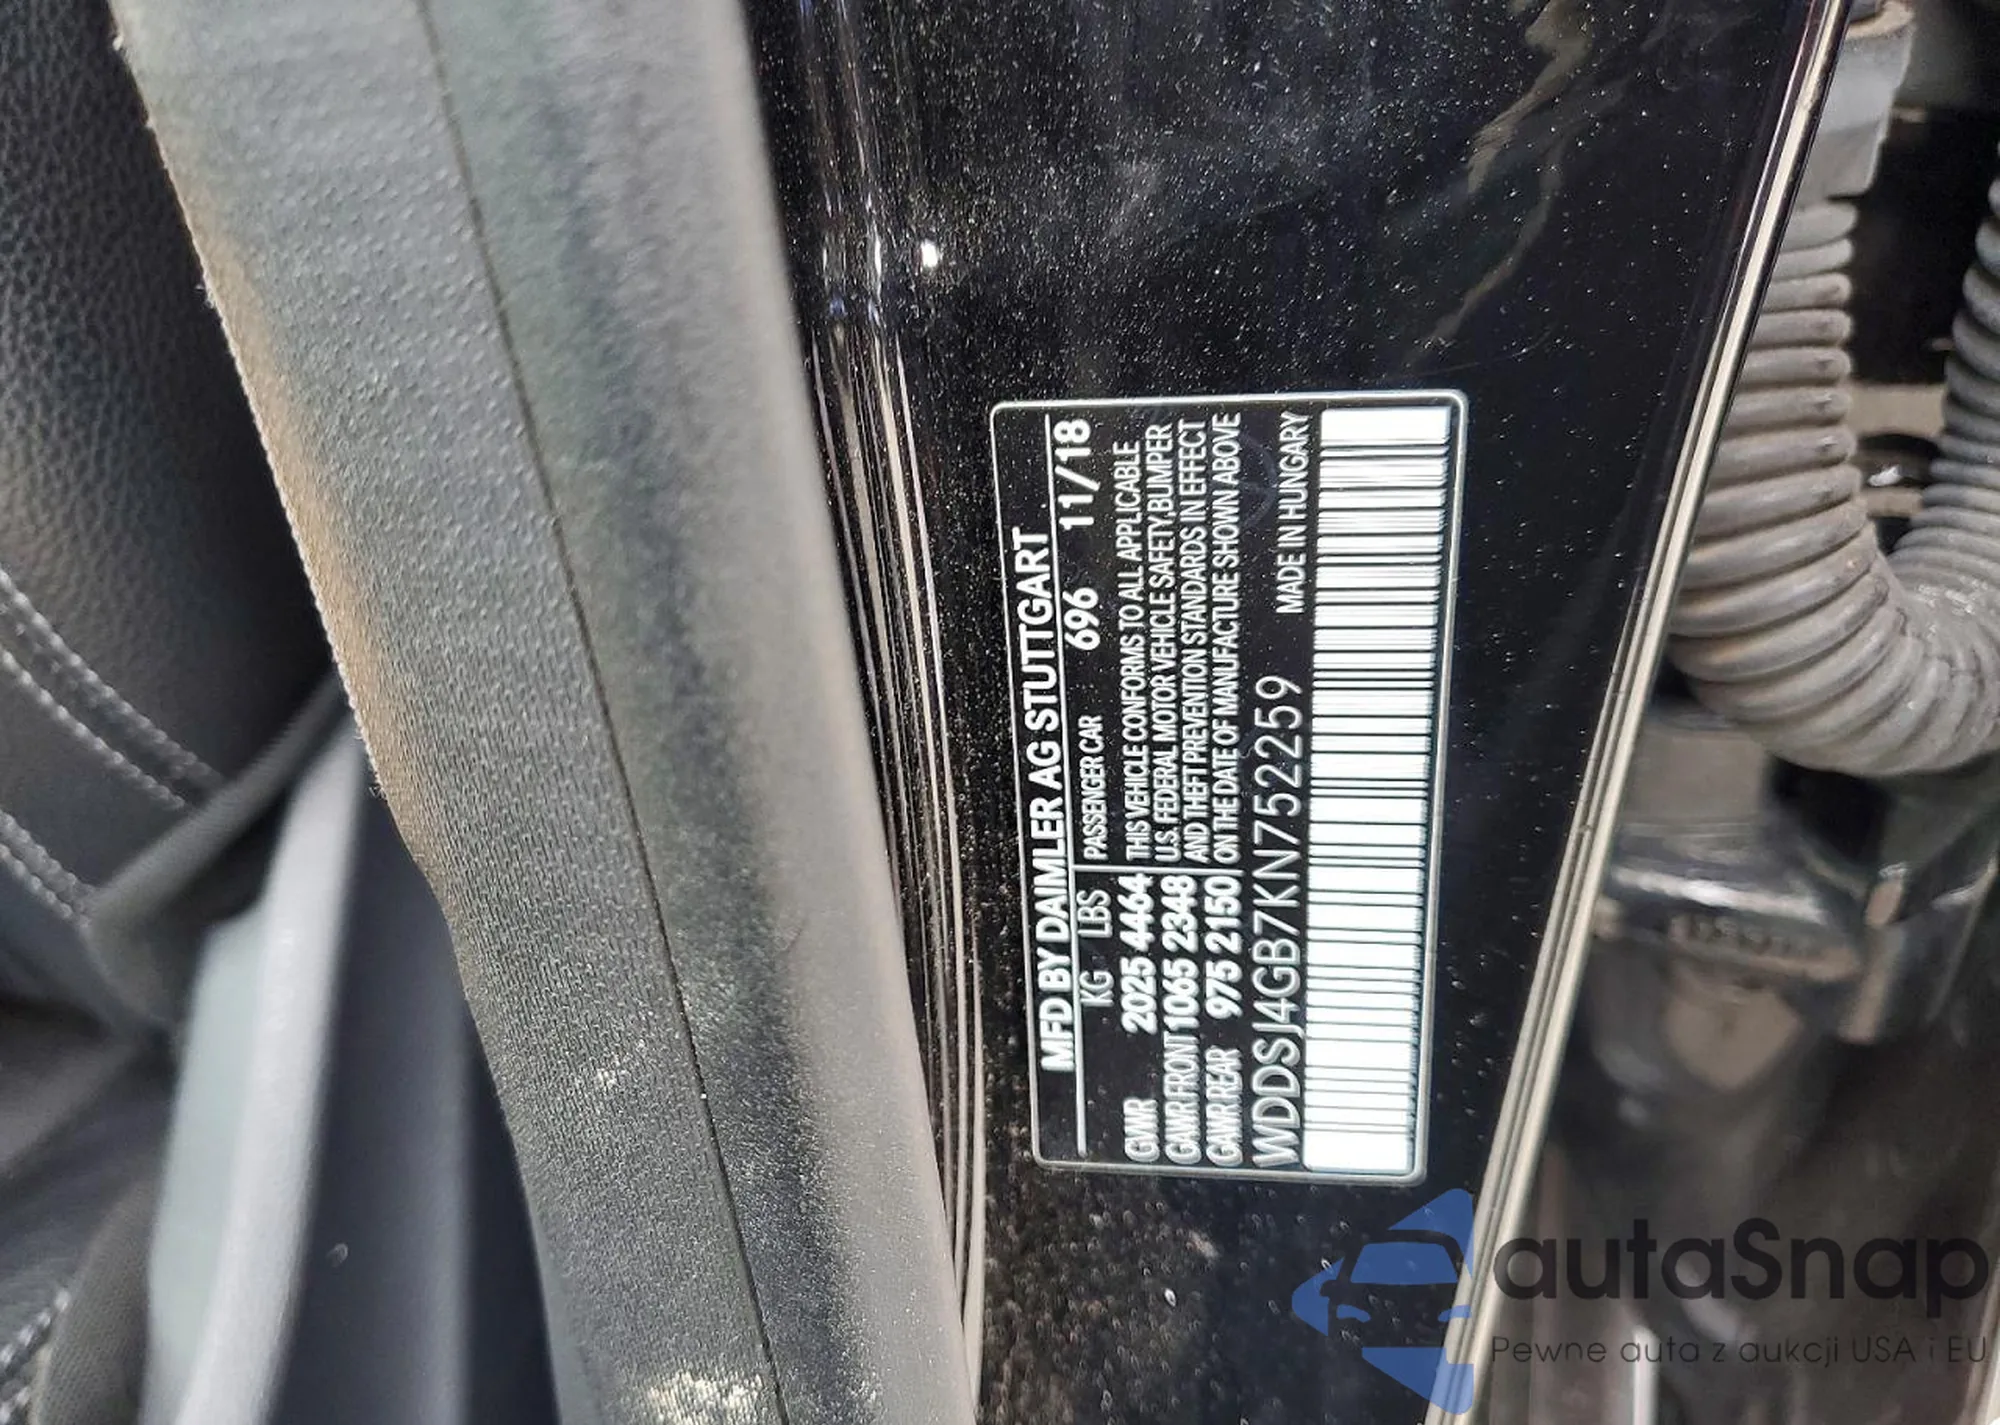 MFD BY DAIMLER AG STUTTGART
KG LBS PASSENGER CAR 696 11/18
GVWR 2025 4464 THIS VEHICLE CONFORMS TO ALL APPLICABLE
GAWR FRONT 1065 2348 U.S. FEDERAL MOTOR VEHICLE SAFETY,BUMPER
GAWR REAR 975 2150 AND THEFT PREVENTION STANDARDS IN EFFECT
ON THE DATE OF MANUFACTURE SHOWN ABOVE
WDDSJ4GB7KN752259 MADE IN HUNGARY
autaSnap
Pewne auta z aukcji USA i EU